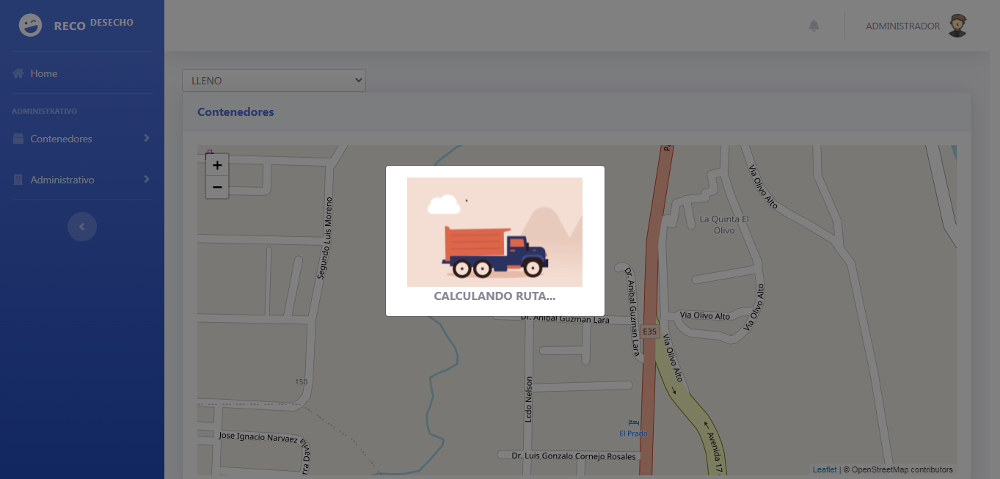 RECO DESECHO
ADMINISTRADOR
Home
ADMINISTRATIVO
Contenedores
Administrativo
LLENO
Contenedores
+
−
Segundo Luis Moreno
Via Olivo Alto
La Quinta El
Olivo
CALCULANDO RUTA...
Dr. Anibal Guzman Lara
Dr. Anibal Guzman Lara
Via Olivo Alto
Via Olivo Alto
E35
Via Olivo Alto
150
Lcdo Nelson
El Prado
Jose Ignacio Narvaez
Avenida 17
Dr. Luis Gonzalo Cornejo Rosales
Leaflet | © OpenStreetMap contributors